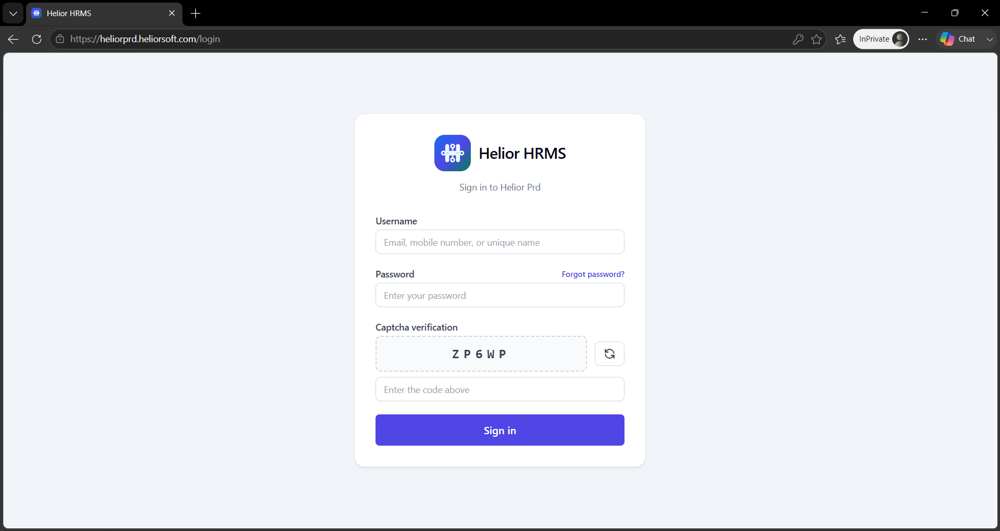 Helior HRMS
https://heliorprd.heliorsoft.com/login
InPrivate
Chat
Helior HRMS
Sign in to Helior Prd
Username
Email, mobile number, or unique name
Password
Forgot password?
Enter your password
Captcha verification
ZP6WP
Enter the code above
Sign in